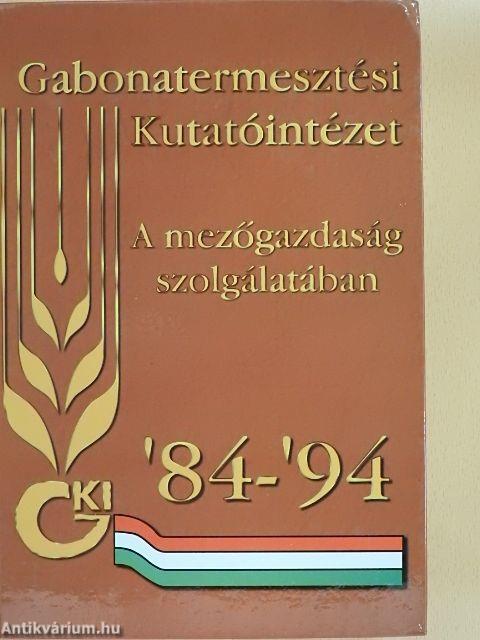 Gabonatermesztési
Kutatóintézet
A mezőgazdaság
szolgálatában
'84-'94
GKI
Antikvárium.hu